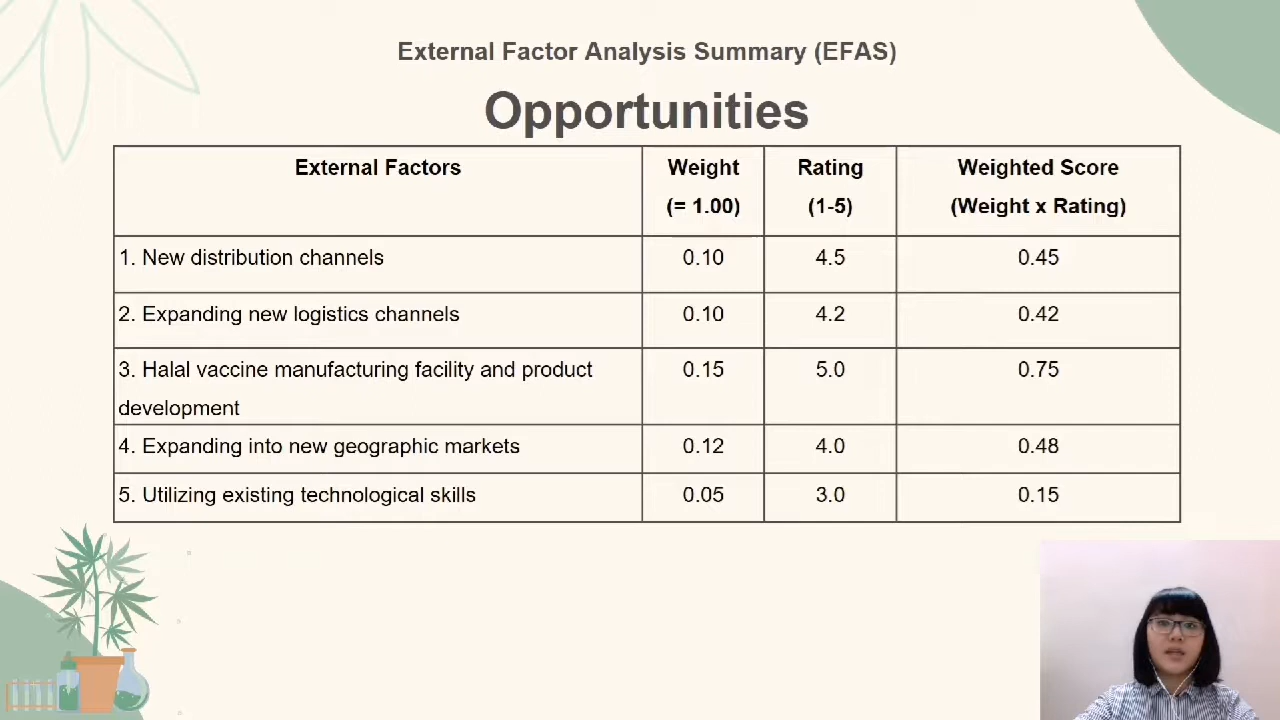 External Factor Analysis Summary (EFAS)
Opportunities
External Factors Weight Rating Weighted Score
(= 1.00) (1-5) (Weight x Rating)
1. New distribution channels 0.10 4.5 0.45
2. Expanding new logistics channels 0.10 4.2 0.42
3. Halal vaccine manufacturing facility and product 0.15 5.0 0.75
development
4. Expanding into new geographic markets 0.12 4.0 0.48
5. Utilizing existing technological skills 0.05 3.0 0.15